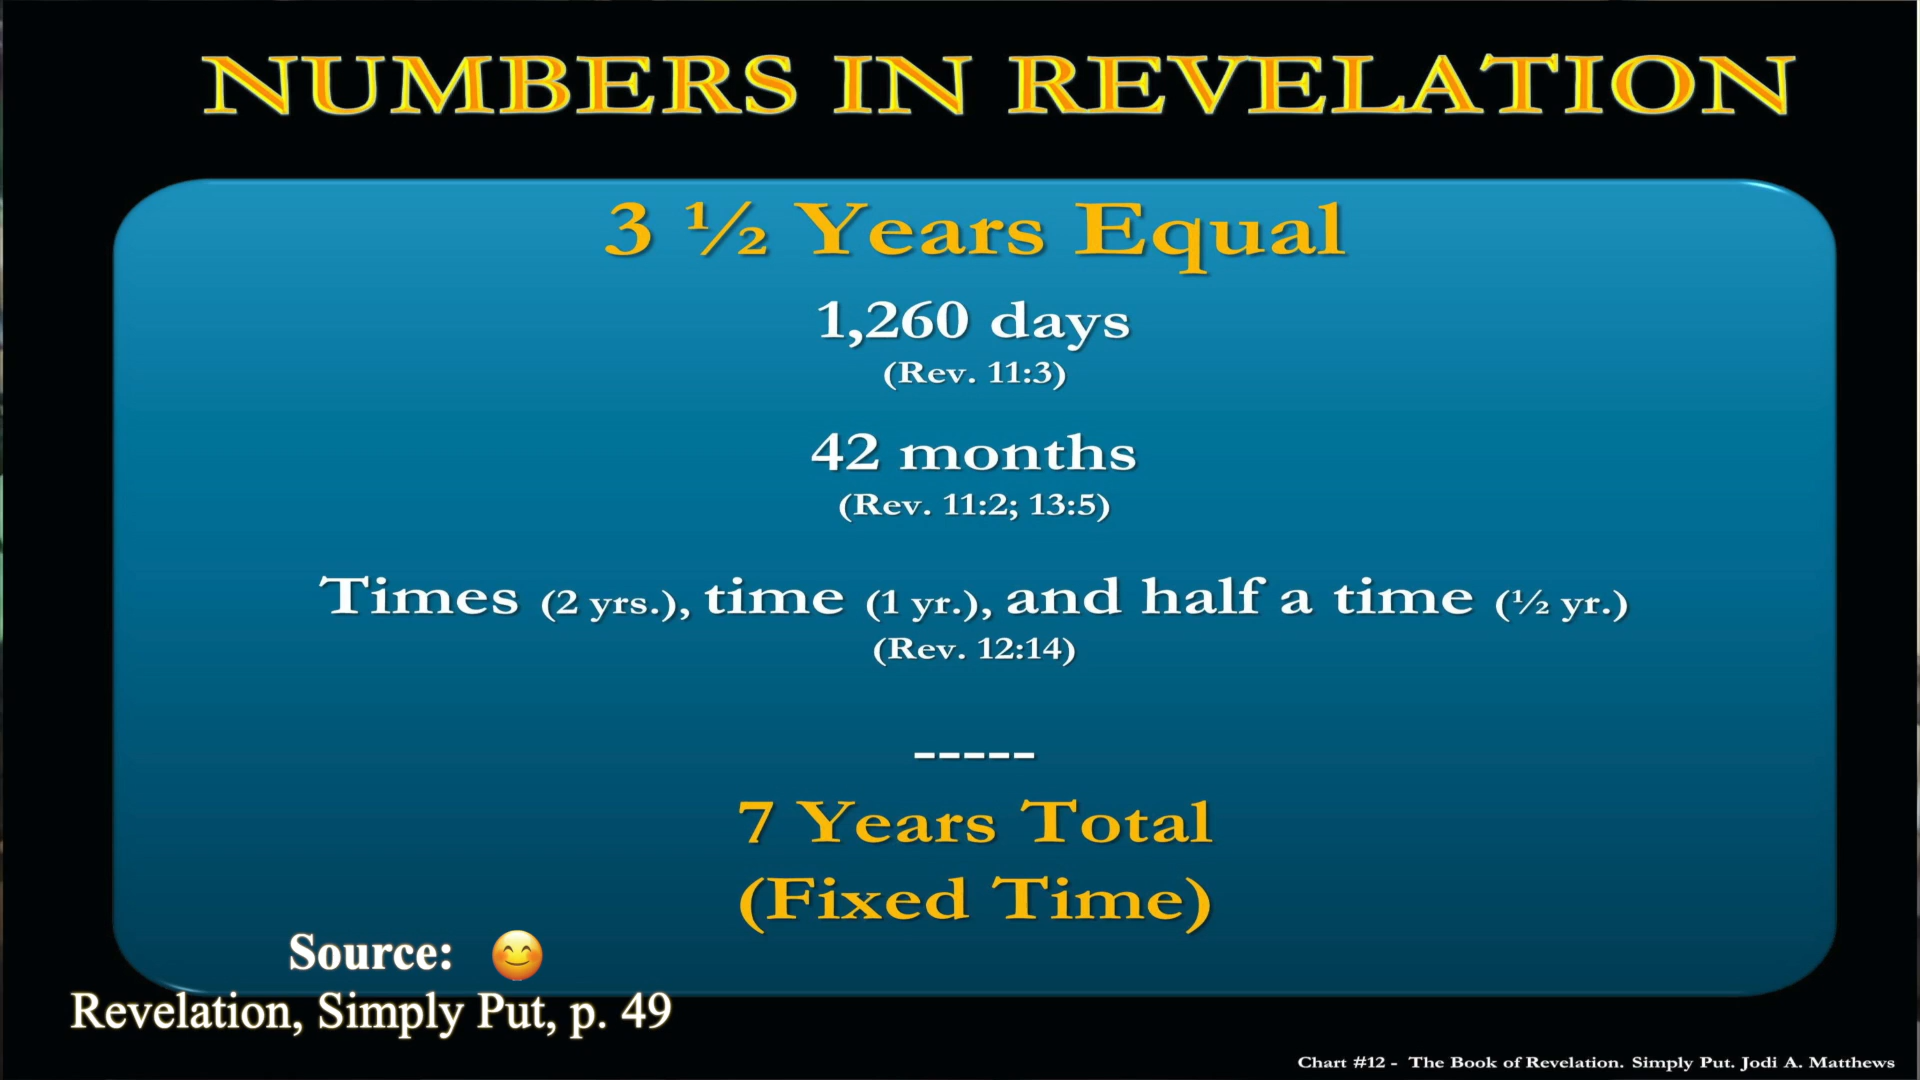 NUMBERS IN REVELATION
3 ½ Years Equal
1,260 days
(Rev. 11:3)
42 months
(Rev. 11:2; 13:5)
Times (2 yrs.), time (1 yr.), and half a time (½ yr.)
(Rev. 12:14)
-----
7 Years Total
(Fixed Time)
Source: 😊
Revelation, Simply Put, p. 49
Chart #12 - The Book of Revelation. Simply Put. Jodi A. Matthews